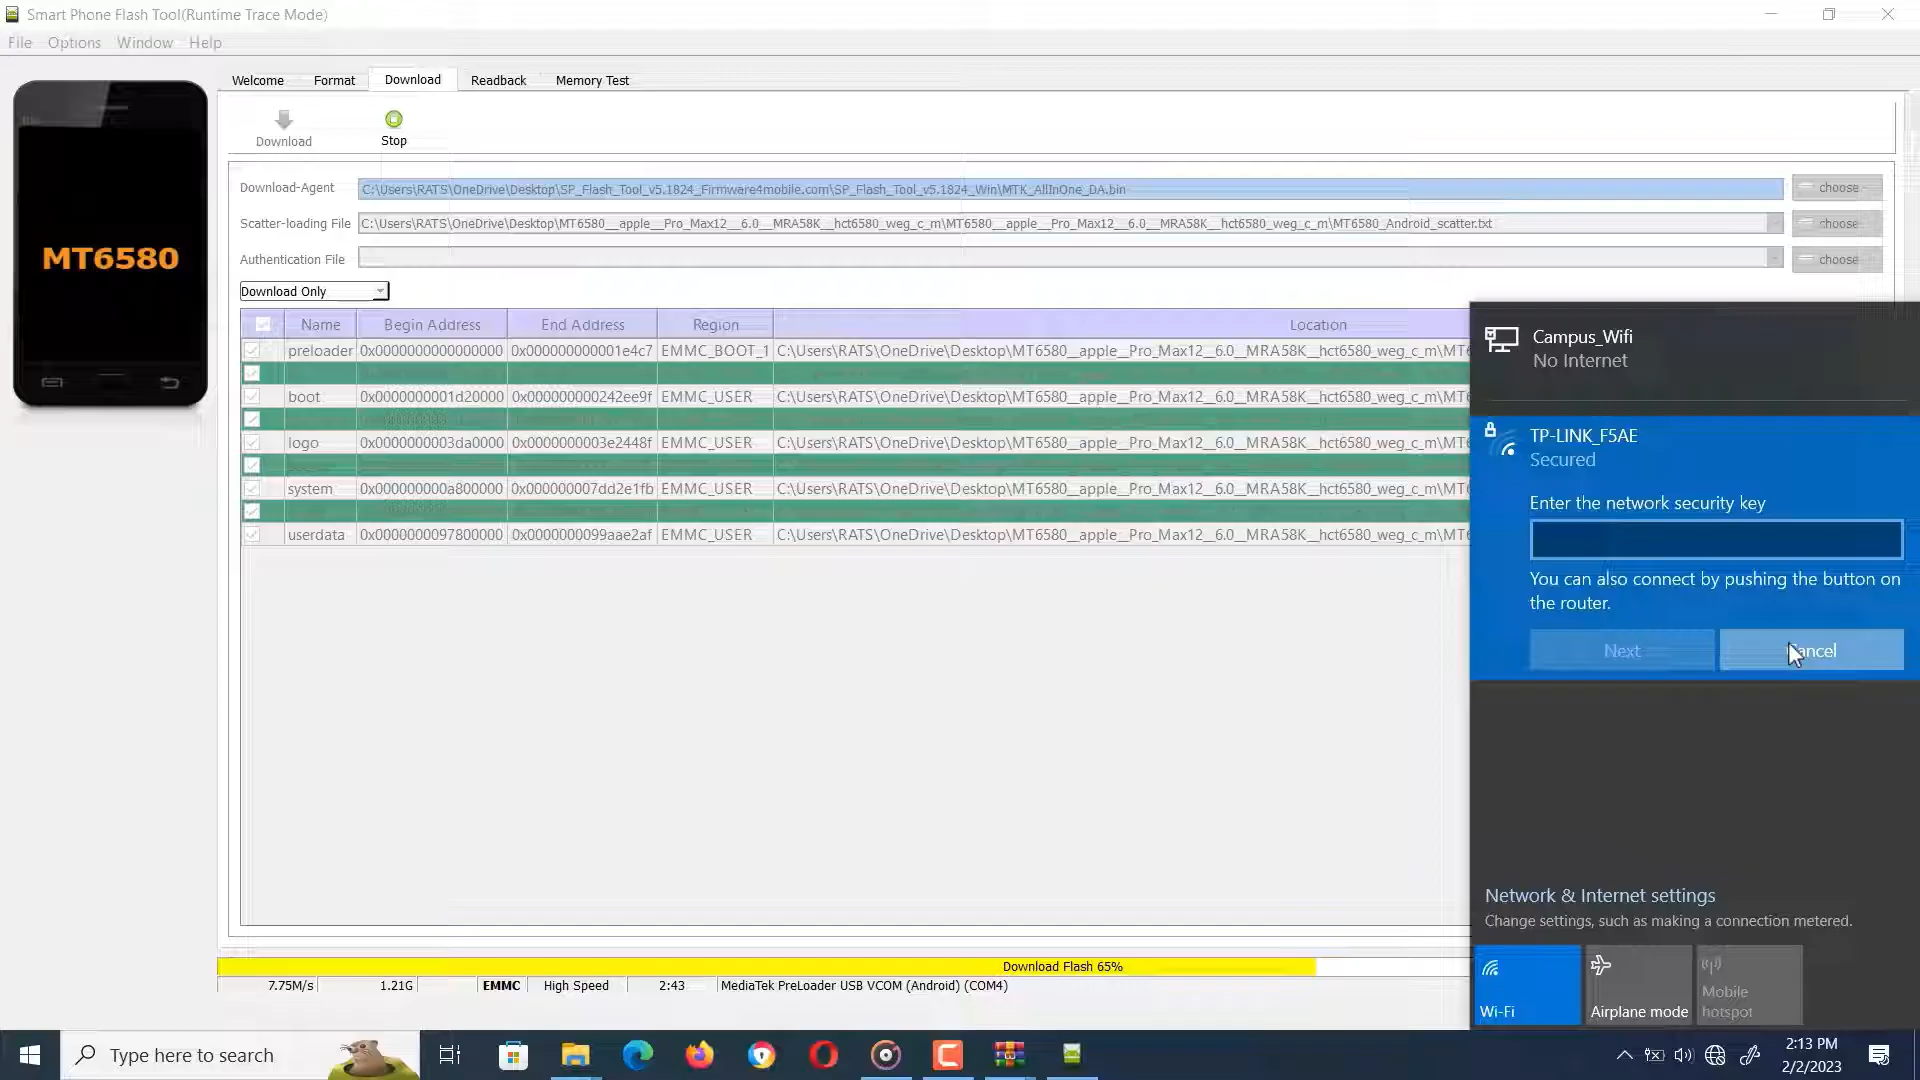 Smart Phone Flash Tool(Runtime Trace Mode)
File Options Window Help
Welcome Format Download Readback Memory Test
Download Stop
MT6580
Download-Agent C:\Users\RATS\OneDrive\Desktop\SP_Flash_Tool_v5.1824_Firmware4mobile.com\SP_Flash_Tool_v5.1824_Win\MTK_AllInOne_DA.bin choose
Scatter-loading File C:\Users\RATS\OneDrive\Desktop\MT6580__apple__Pro_Max12__6.0__MRA58K__hct6580_weg_c_m\MT6580__apple__Pro_Max12__6.0__MRA58K__hct6580_weg_c_m\MT6580_Android_scatter.txt choose
Authentication File choose
Download Only
Name Begin Address End Address Region Location
preloader 0x0000000000000000 0x000000000001e4c7 EMMC_BOOT_1 C:\Users\RATS\OneDrive\Desktop\MT6580__apple__Pro_Max12__6.0__MRA58K__hct6580_weg_c_m\MT6
boot 0x0000000001d20000 0x000000000242ee9f EMMC_USER C:\Users\RATS\OneDrive\Desktop\MT6580__apple__Pro_Max12__6.0__MRA58K__hct6580_weg_c_m\MT6
logo 0x0000000003da0000 0x0000000003e2448f EMMC_USER C:\Users\RATS\OneDrive\Desktop\MT6580__apple__Pro_Max12__6.0__MRA58K__hct6580_weg_c_m\MT6
system 0x000000000a800000 0x000000007dd2e1fb EMMC_USER C:\Users\RATS\OneDrive\Desktop\MT6580__apple__Pro_Max12__6.0__MRA58K__hct6580_weg_c_m\MT6
userdata 0x0000000097800000 0x0000000099aae2af EMMC_USER C:\Users\RATS\OneDrive\Desktop\MT6580__apple__Pro_Max12__6.0__MRA58K__hct6580_weg_c_m\MT6
Campus_Wifi
No Internet
TP-LINK_F5AE
Secured
Enter the network security key
You can also connect by pushing the button on
the router.
Next Cancel
Network & Internet settings
Change settings, such as making a connection metered.
Wi-Fi
Airplane mode
Mobile
hotspot
Download Flash 65%
7.75M/s 1.21G EMMC High Speed 2:43 MediaTek PreLoader USB VCOM (Android) (COM4)
Type here to search
2:13 PM
2/2/2023